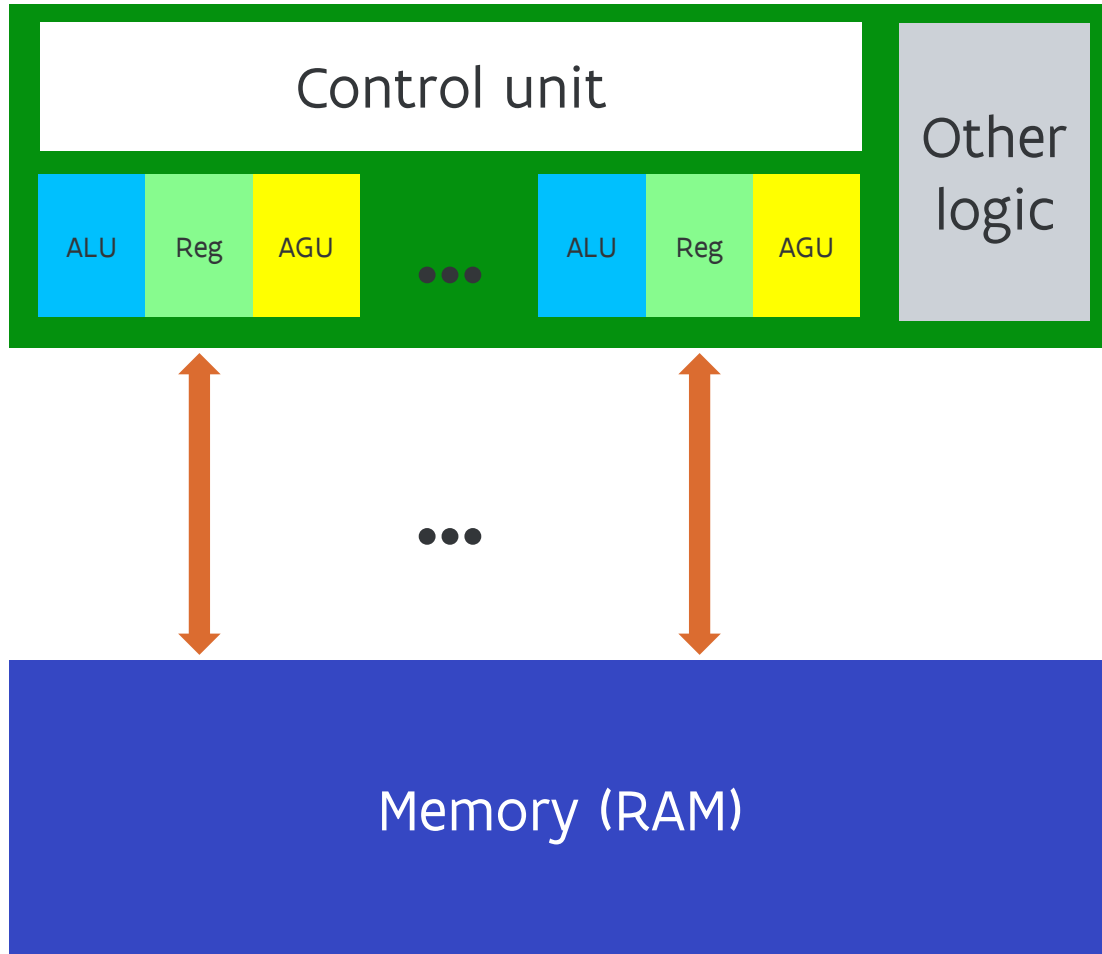 Control unit
Other
logic
ALU Reg AGU ••• ALU Reg AGU
•••
Memory (RAM)